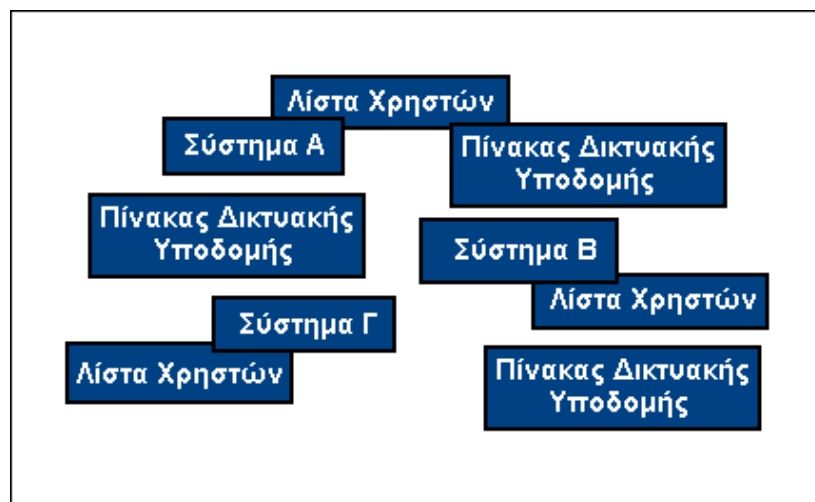 Λίστα Χρηστών
Σύστημα Α
Πίνακας Δικτυακής
Υποδομής
Πίνακας Δικτυακής
Υποδομής
Σύστημα Β
Λίστα Χρηστών
Σύστημα Γ
Λίστα Χρηστών
Πίνακας Δικτυακής
Υποδομής